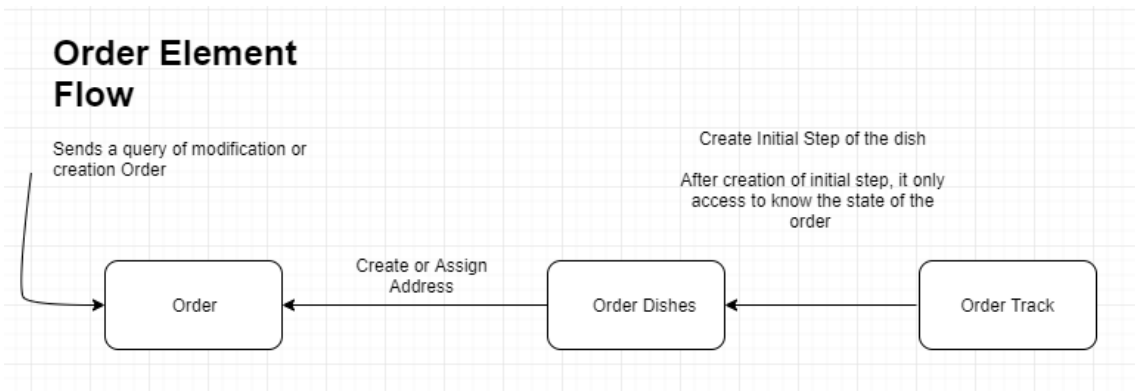 Order Element
Flow
Sends a query of modification or
creation Order
Create Initial Step of the dish
After creation of initial step, it only
access to know the state of the
order
Create or Assign
Address
Order
Order Dishes
Order Track